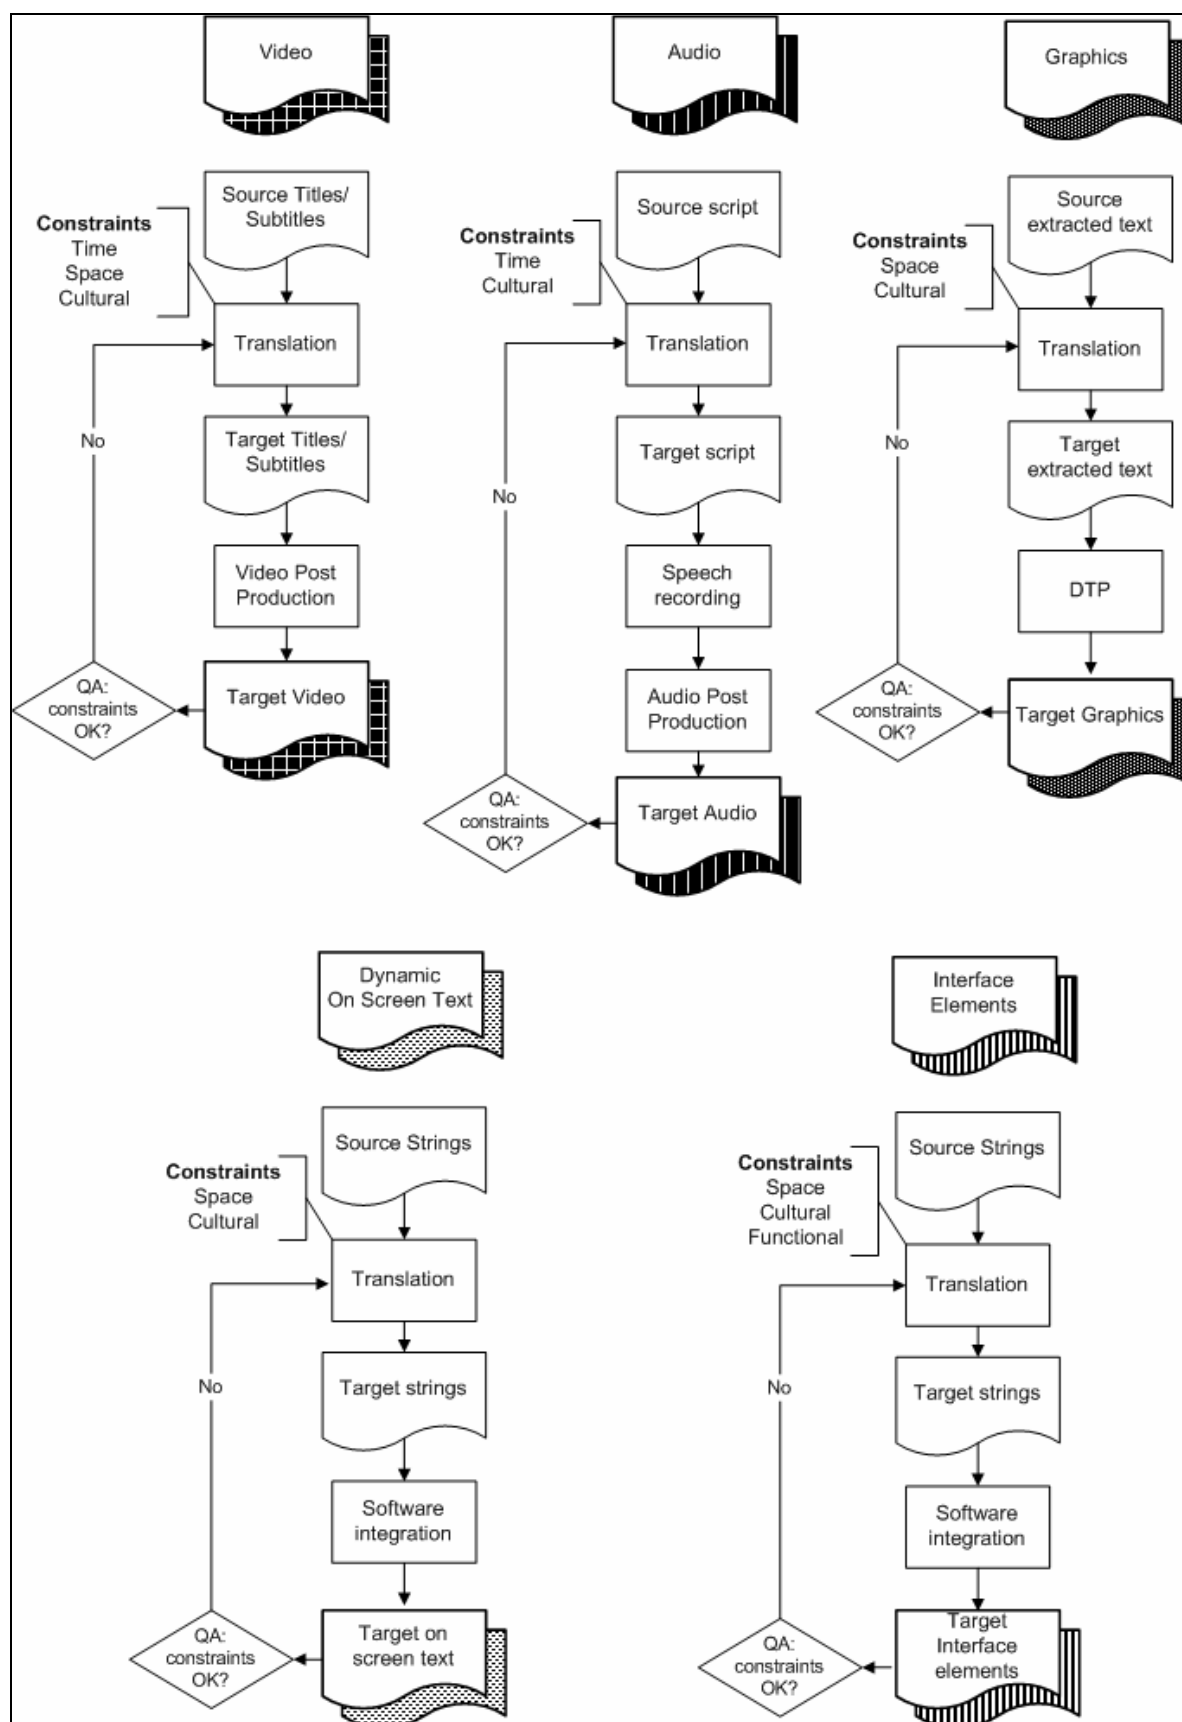 Video
Source Titles/
Subtitles
Constraints
Time
Space
Cultural
Translation
No
Target Titles/
Subtitles
Video Post
Production
QA:
constraints
OK?
Target Video
Audio
Source script
Constraints
Time
Cultural
Translation
Target script
No
Speech
recording
Audio Post
Production
QA:
constraints
OK?
Target Audio
Graphics
Source
extracted text
Constraints
Space
Cultural
Translation
No
Target
extracted text
DTP
QA:
constraints
OK?
Target Graphics
Dynamic
On Screen Text
Source Strings
Constraints
Space
Cultural
Translation
No
Target strings
Software
integration
QA:
constraints
OK?
Target on
screen text
Interface
Elements
Source Strings
Constraints
Space
Cultural
Functional
Translation
No
Target strings
Software
integration
QA:
constraints
OK?
Target
Interface
elements